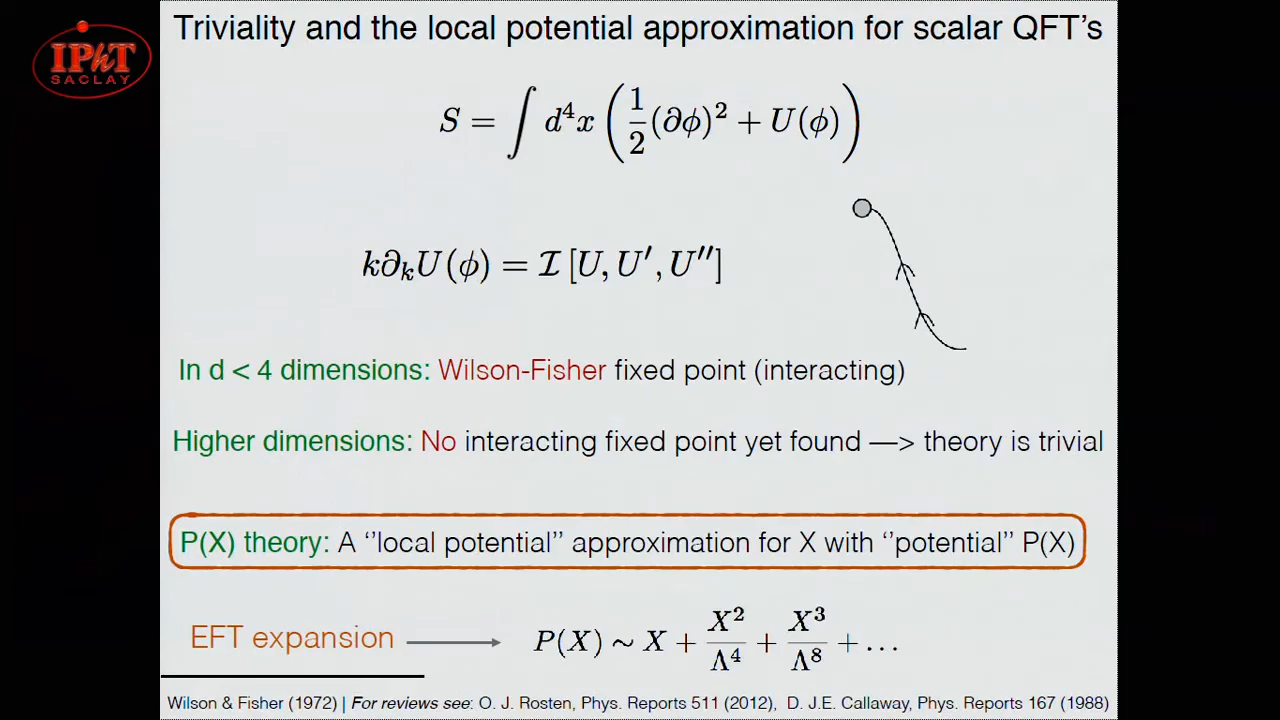 IPhT
SACLAY
Triviality and the local potential approximation for scalar QFT's
S = ∫ d⁴x ( 1/2 (∂ϕ)² + U(ϕ) )
k∂ₖU(ϕ) = 𝓘 [U, U′, U″]
In d < 4 dimensions: Wilson-Fisher fixed point (interacting)
Higher dimensions: No interacting fixed point yet found —> theory is trivial
P(X) theory: A ‘’local potential’’ approximation for X with ‘’potential’’ P(X)
EFT expansion P(X) ∼ X + X²/Λ⁴ + X³/Λ⁸ + …
Wilson & Fisher (1972) | For reviews see: O. J. Rosten, Phys. Reports 511 (2012), D. J.E. Callaway, Phys. Reports 167 (1988)